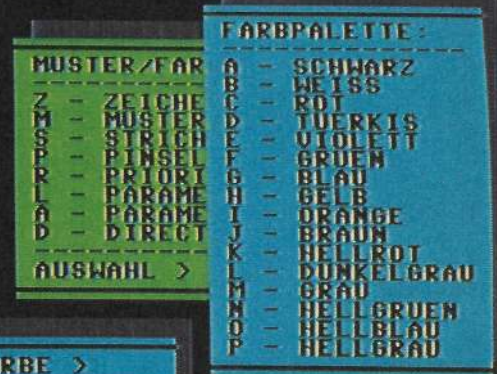 MUSTER/FAR
Z - ZEICHE
M - MUSTER
S - STRICH
P - PINSEL
R - PRIORI
L - PARAME
A - PARAME
D - DIRECT
AUSWAHL >
FARBPALETTE:
A - SCHWARZ
B - WEISS
C - ROT
D - TUERKIS
E - VIOLETT
F - GRUEN
G - BLAU
H - GELB
I - ORANGE
J - BRAUN
K - HELLROT
L - DUNKELGRAU
M - GRAU
N - HELLGRUEN
O - HELLBLAU
P - HELLGRAU
RBE >